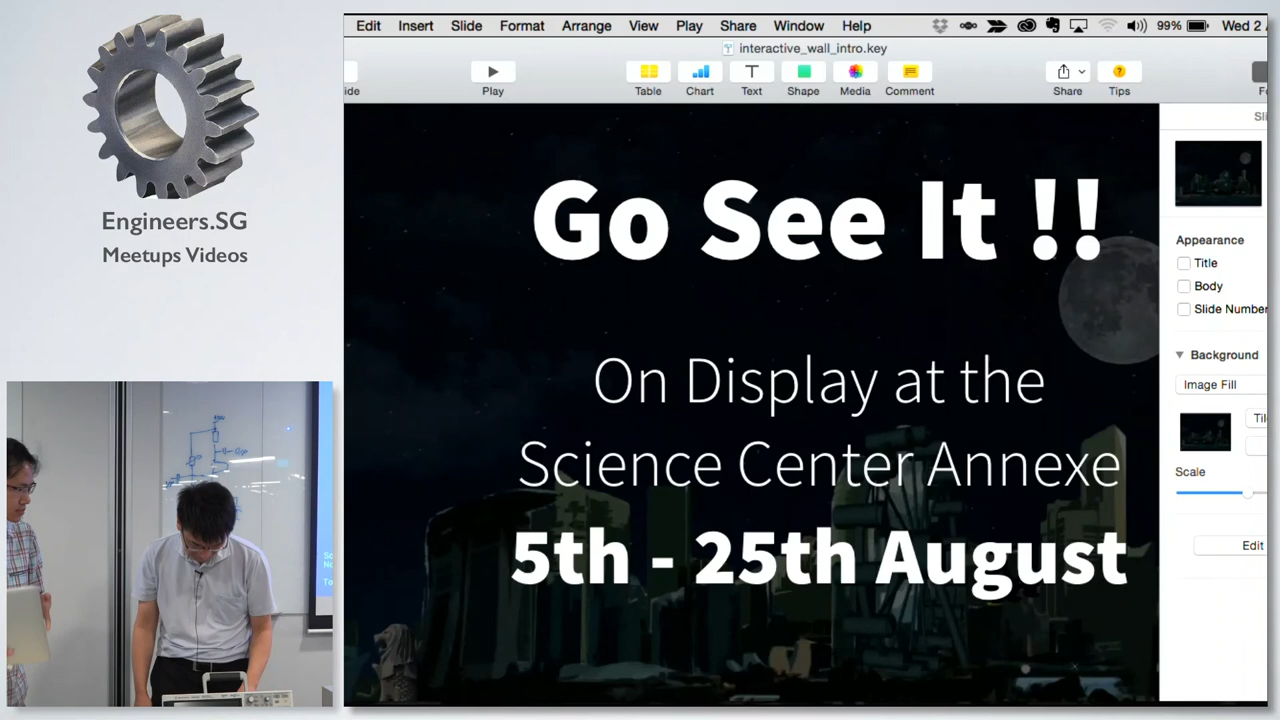 Engineers.SG
Meetups Videos
Edit Insert Slide Format Arrange View Play Share Window Help 99% Wed 2
interactive_wall_intro.key
ide Play Table Chart Text Shape Media Comment Share Tips
Go See It !!
On Display at the
Science Center Annexe
5th - 25th August
Sli
Appearance
Title
Body
Slide Number
Background
Image Fill
Scale
Edit